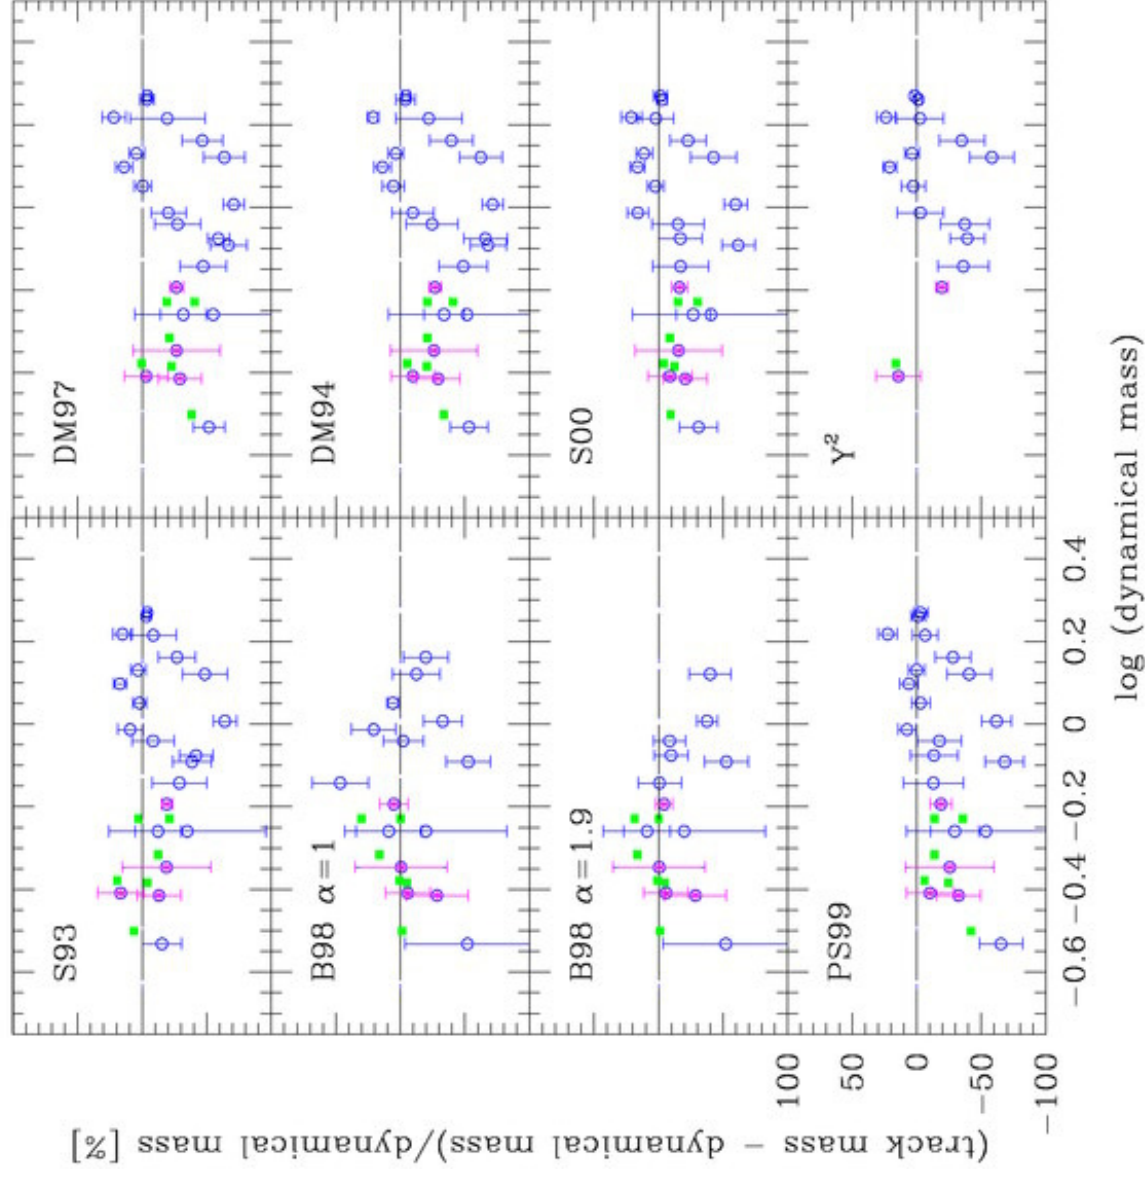 S93
DM97
B98 α=1
DM94
B98 α=1.9
S00
PS99
Y²
100
50
0
−50
−100
−0.6
−0.4
−0.2
0
0.2
0.4
(track mass − dynamical mass)/dynamical mass [%]
log (dynamical mass)